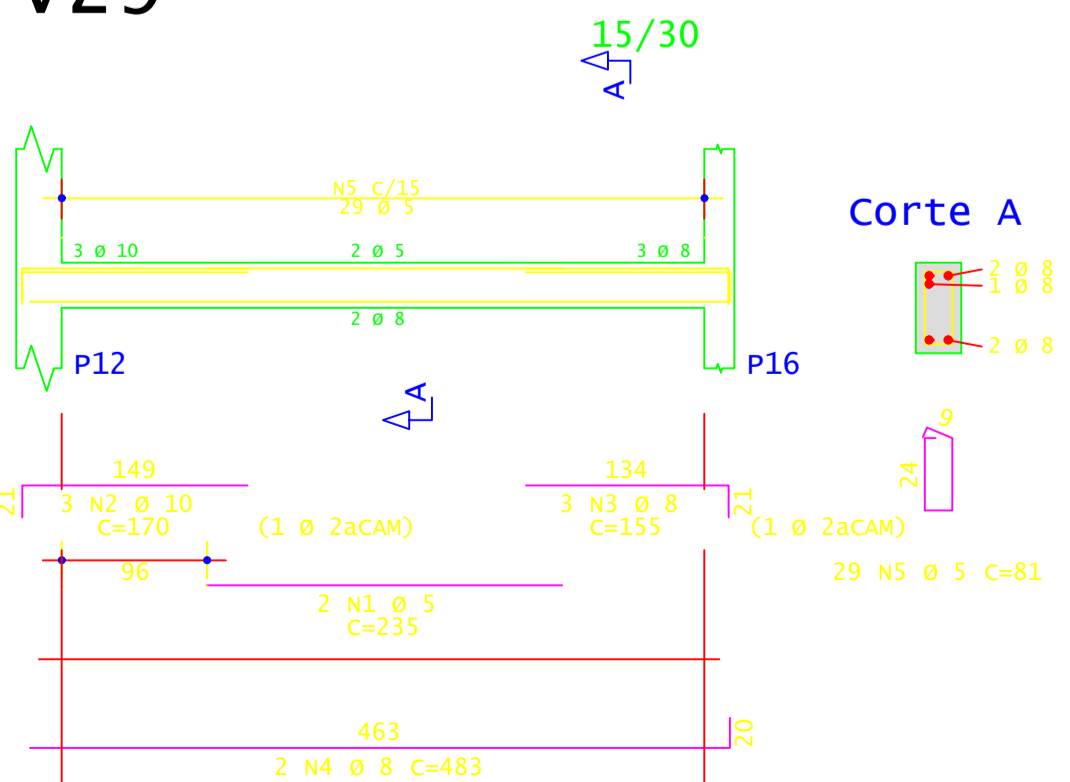 V29
15/30
A
N5 C/15
29 Ø 5
Corte A
3 Ø 10
2 Ø 5
3 Ø 8
2 Ø 8
1 Ø 8
2 Ø 8
2 Ø 8
P12
P16
A
9
149
134
24
21
3 N2 Ø 10
3 N3 Ø 8
21
C=170
(1 Ø 2aCAM)
C=155
(1 Ø 2aCAM)
96
29 N5 Ø 5 C=81
2 N1 Ø 5
C=235
463
20
2 N4 Ø 8 C=483